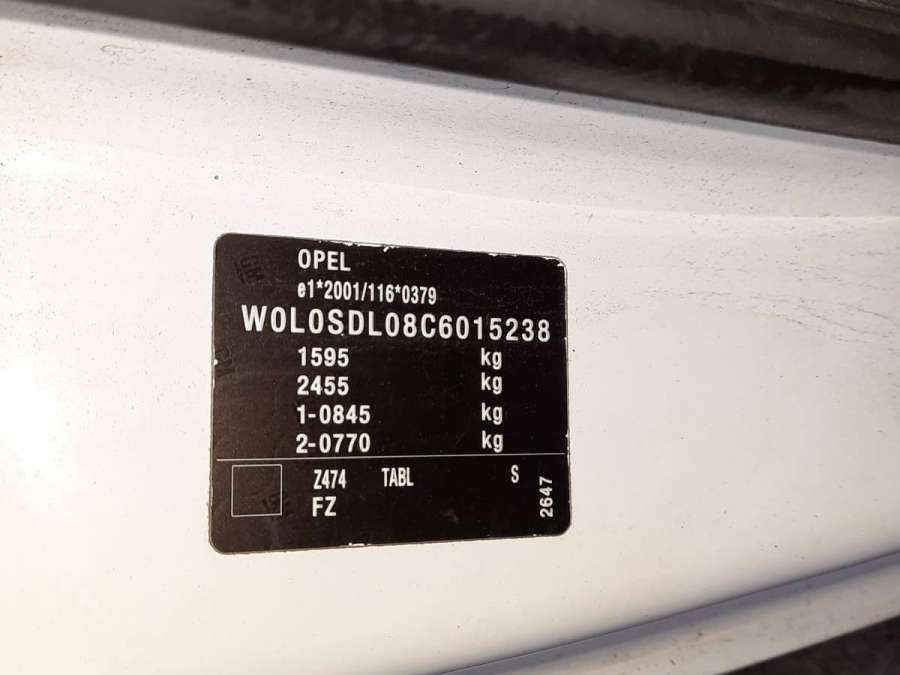 OPEL
e1*2001/116*0379
W0L0SDL08C6015238
1595 kg
2455 kg
1-0845 kg
2-0770 kg
Z474 TABL S
FZ
2647